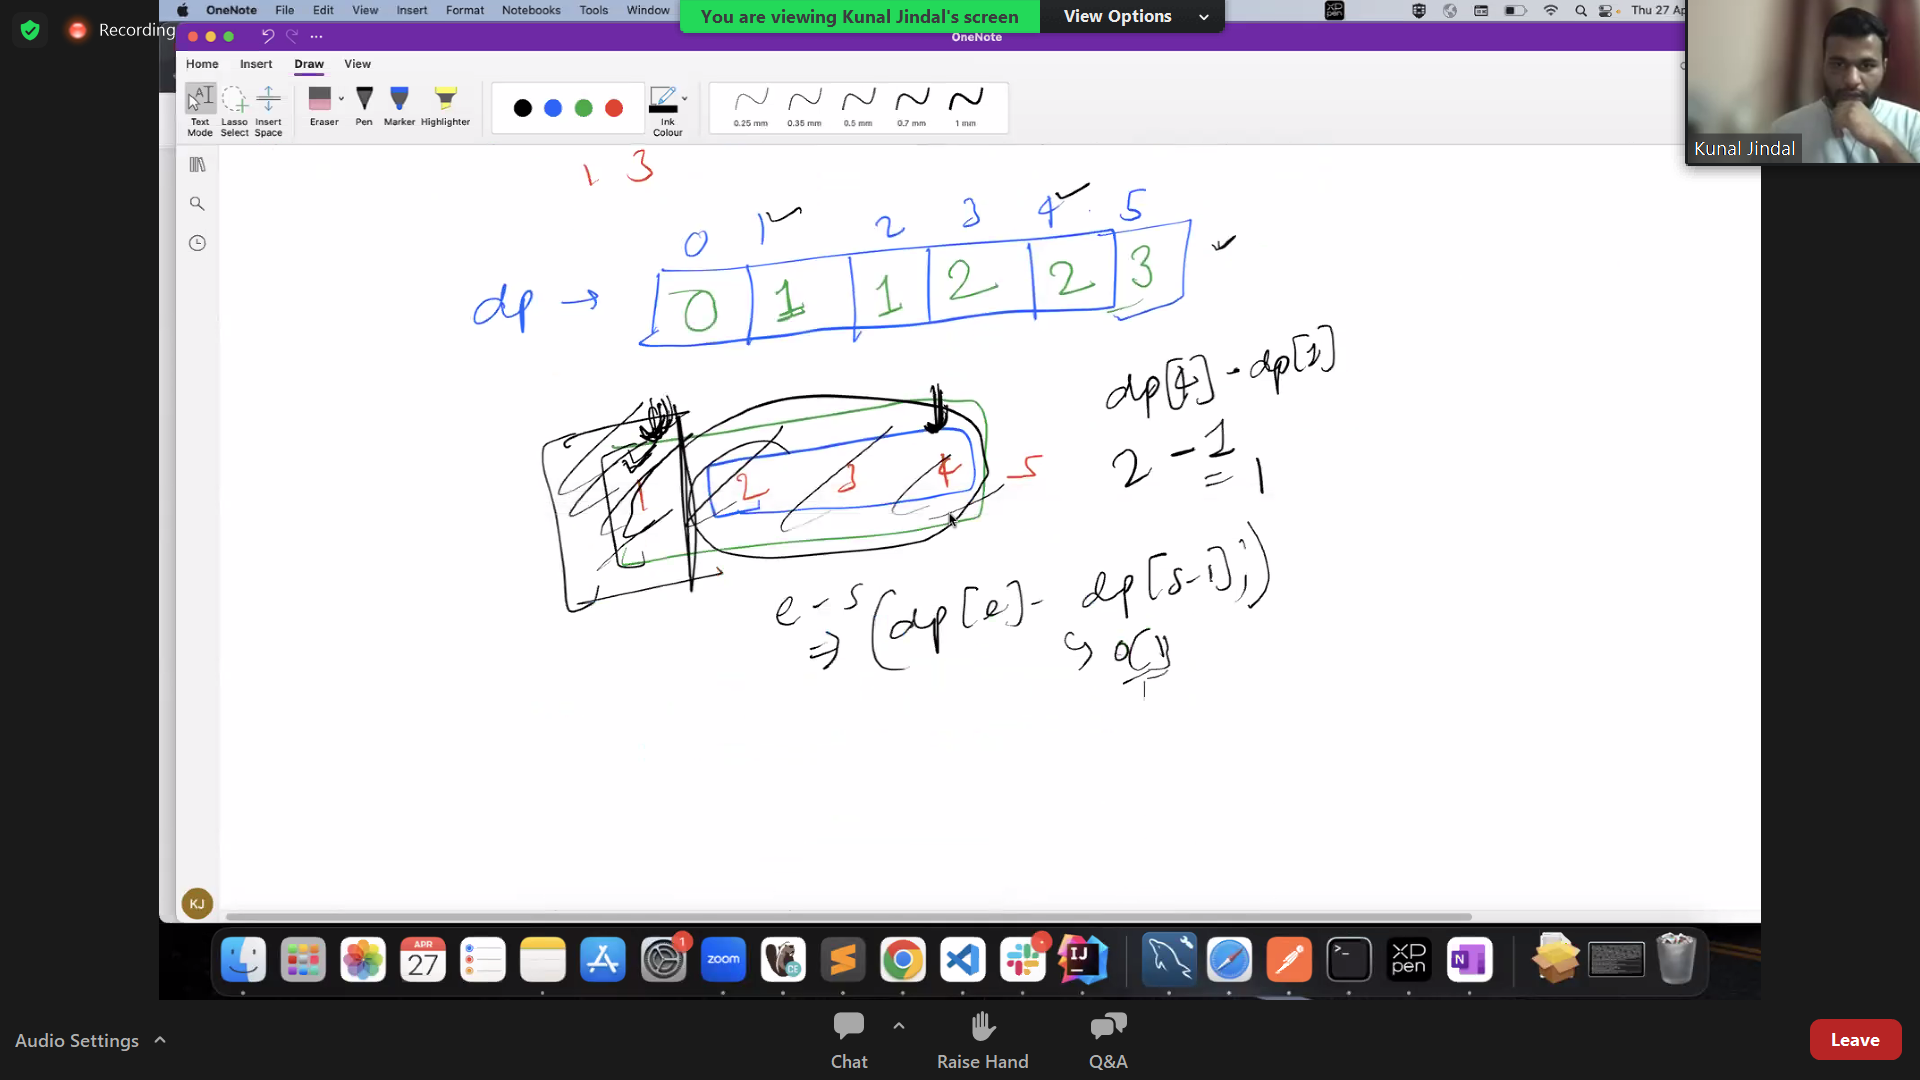 OneNote File Edit View Insert Format Notebooks Tools Window
You are viewing Kunal Jindal's screen View Options
XP PEN
Thu 27 Ap
Recording
OneNote
Home Insert Draw View
Text Mode
Lasso Select
Insert Space
Eraser
Pen
Marker
Highlighter
Ink Colour
0.25 mm 0.35 mm 0.5 mm 0.7 mm 1 mm
Kunal Jindal
1 3
0 1 2 3 4 5
dp → 0 1 1 2 2 3
dp[4] - dp[1]
2 - 1
= 1
1 2 3 4 5
e - s
⇒ (dp[e] - dp[s-1];)
↳ O(1)
KJ
APR
27
1
zoom
CE
IJ
XP
pen
N
Audio Settings
Chat
Raise Hand
Q&A
Leave